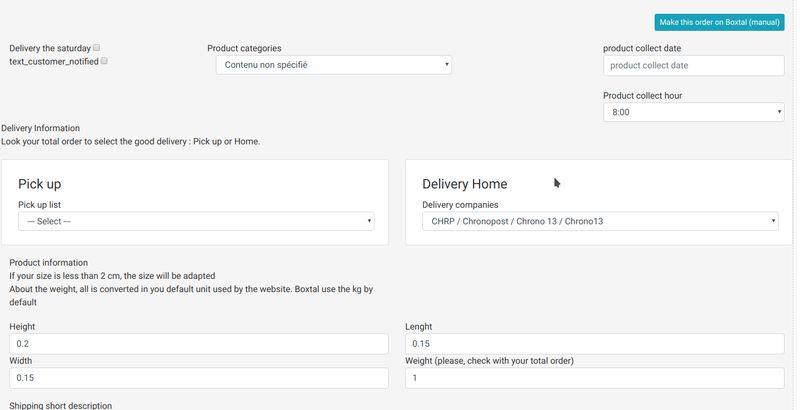 Make this order on Boxtal (manual)
Delivery the saturday
text_customer_notified
Product categories
Contenu non spécifié
product collect date
product collect date
Product collect hour
8:00
Delivery Information
Look your total order to select the good delivery : Pick up or Home.
Pick up
Pick up list
--- Select ---
Delivery Home
Delivery companies
CHRP / Chronopost / Chrono 13 / Chrono13
Product information
If your size is less than 2 cm, the size will be adapted
About the weight, all is converted in you default unit used by the website. Boxtal use the kg by
default
Height
0.2
Lenght
0.15
Width
0.15
Weight (please, check with your total order)
1
Shipping short description